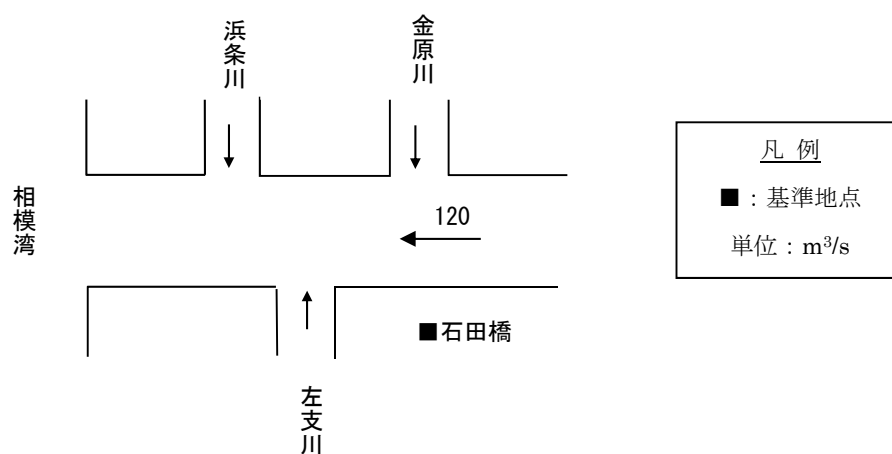 浜条川
金原川
相模湾
120
■石田橋
左支川
凡 例
■：基準地点
単位：m³/s